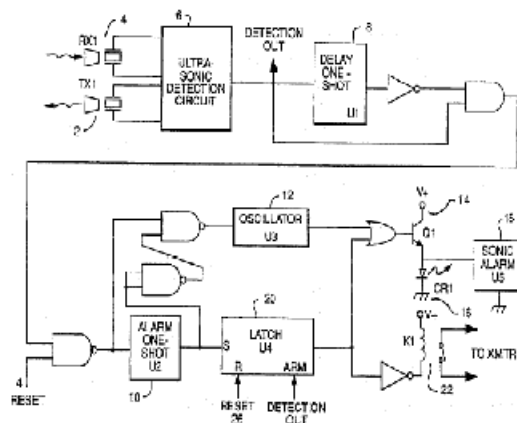 RX1
4
6
8
TX1
2
ULTRA-
SONIC
DETECTION
CIRCUIT
DETECTION
OUT
DELAY
ONE-
SHOT
U1
12
OSCILLATOR
U3
V+
14
Q1
CR1
16
SONIC
ALARM
U5
4
RESET
ALARM
ONE-
SHOT
U2
10
20
S
LATCH
U4
R
ARM
RESET
26
DETECTION
OUT
K1
22
TO XMTR